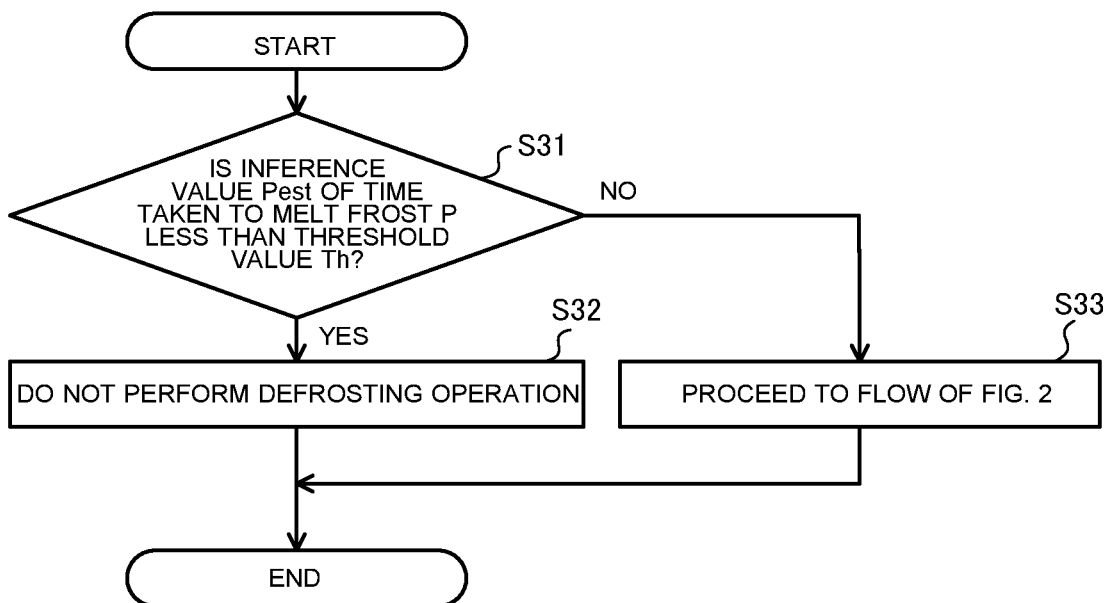 START
S31
IS INFERENCE
VALUE Pest OF TIME
TAKEN TO MELT FROST P
LESS THAN THRESHOLD
VALUE Th?
NO
YES
S32
S33
DO NOT PERFORM DEFROSTING OPERATION
PROCEED TO FLOW OF FIG. 2
END